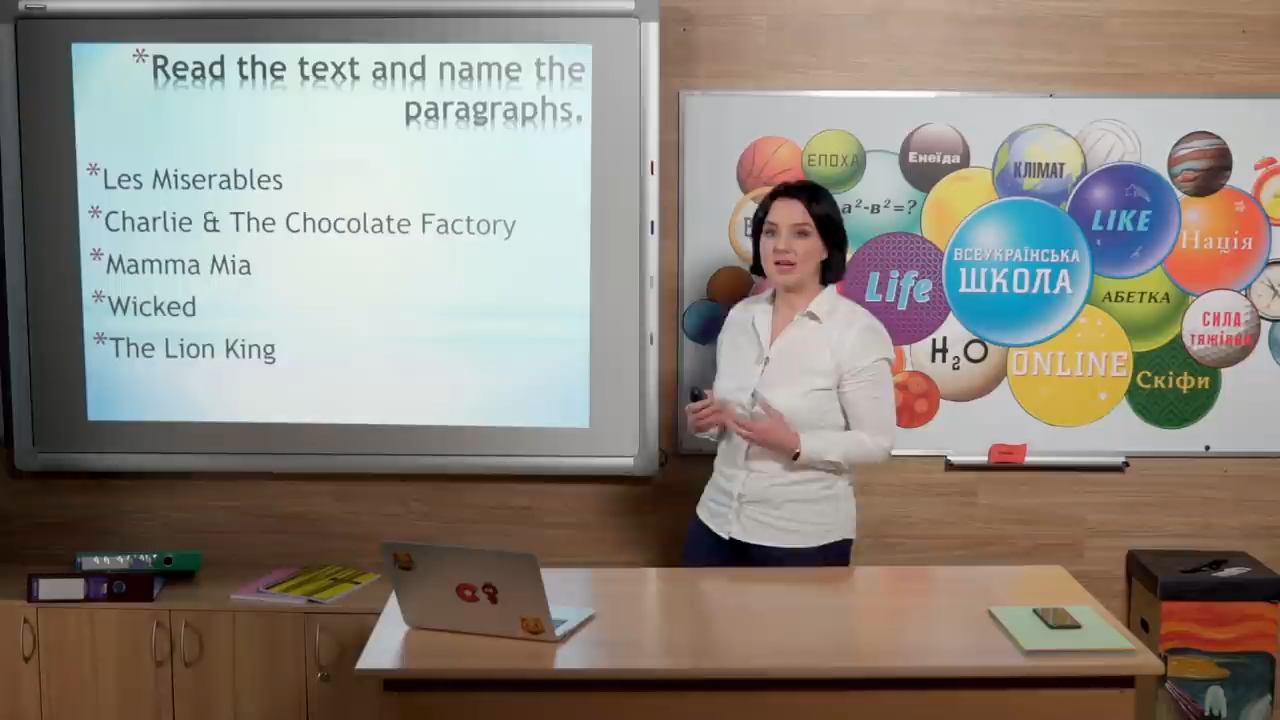 *Read the text and name the
paragraphs.
*Les Miserables
*Charlie & The Chocolate Factory
*Mamma Mia
*Wicked
*The Lion King
ЕПОХА
Енеїда
КЛІМАТ
a²-в²=?
LIKE
Нація
Life
ВСЕУКРАЇНСЬКА
ШКОЛА
АБЕТКА
СИЛА
тяжіння
H₂O
ONLINE
Скіфи